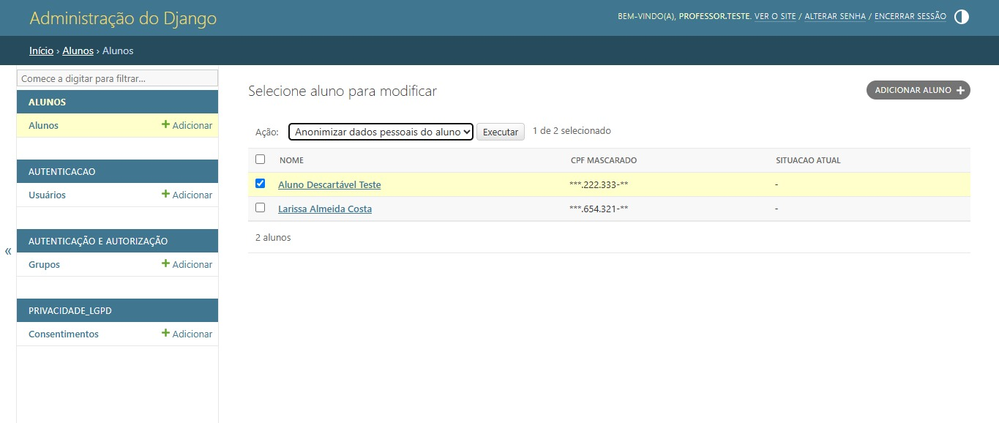 Administração do Django
BEM-VINDO(A), PROFESSOR.TESTE. VER O SITE / ALTERAR SENHA / ENCERRAR SESSÃO
Início › Alunos › Alunos
Comece a digitar para filtrar...
ALUNOS
Alunos + Adicionar
AUTENTICACAO
Usuários + Adicionar
AUTENTICAÇÃO E AUTORIZAÇÃO
Grupos + Adicionar
PRIVACIDADE_LGPD
Consentimentos + Adicionar
«
Selecione aluno para modificar
ADICIONAR ALUNO +
Ação: Anonimizar dados pessoais do aluno Executar 1 de 2 selecionado
NOME CPF MASCARADO SITUACAO ATUAL
Aluno Descartável Teste ***.222.333-** -
Larissa Almeida Costa ***.654.321-** -
2 alunos